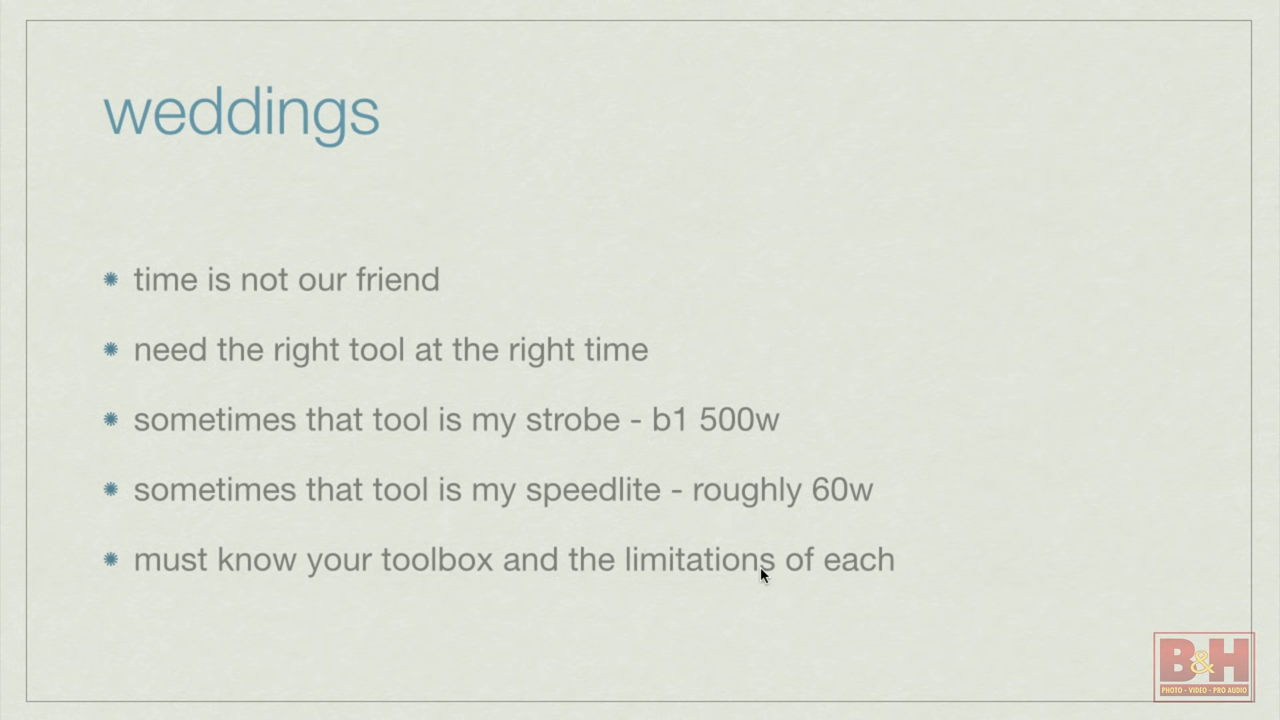 weddings
time is not our friend
need the right tool at the right time
sometimes that tool is my strobe - b1 500w
sometimes that tool is my speedlite - roughly 60w
must know your toolbox and the limitations of each
B&H
PHOTO - VIDEO - PRO AUDIO